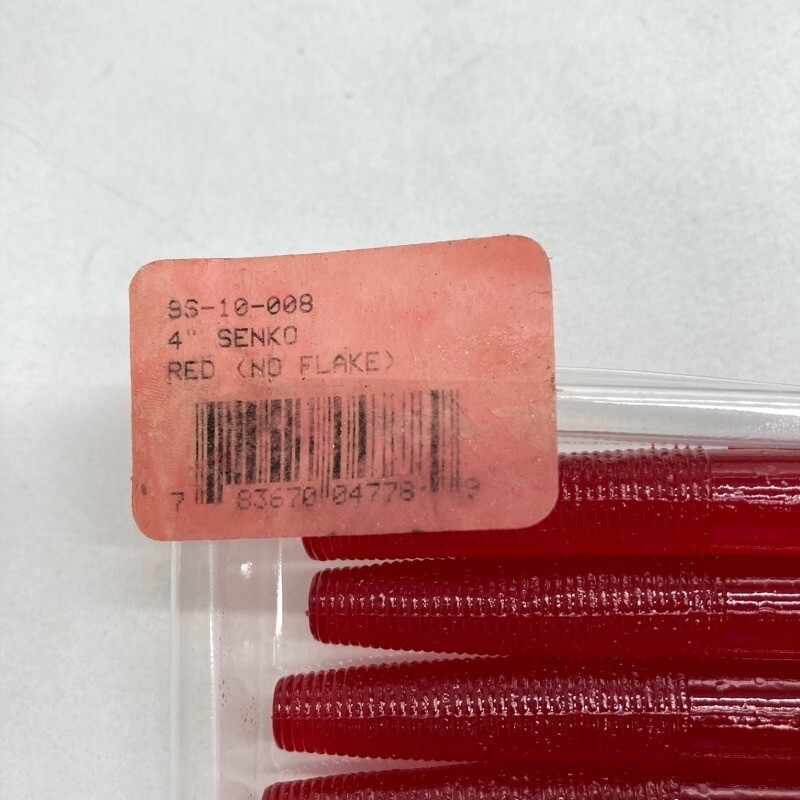 9S-10-008
4" SENKO
RED (NO FLAKE)
7 83670 04778 9